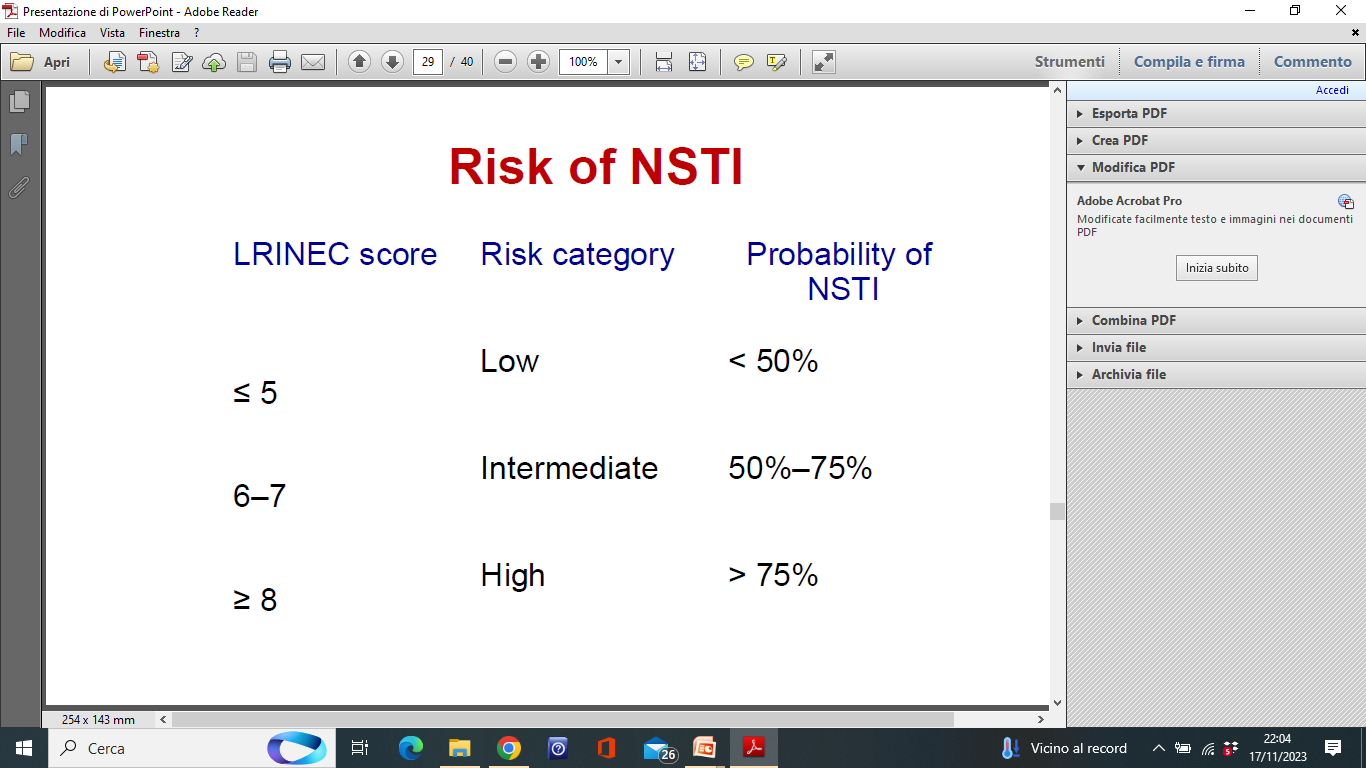 Presentazione di PowerPoint - Adobe Reader
File Modifica Vista Finestra ?
Apri
29 / 40
100%
Strumenti
Compila e firma
Commento
Accedi
Risk of NSTI
LRINEC score Risk category Probability of
NSTI
Low < 50%
≤ 5
Intermediate 50%–75%
6–7
High > 75%
≥ 8
254 x 143 mm
Esporta PDF
Crea PDF
Modifica PDF
Adobe Acrobat Pro
Modificate facilmente testo e immagini nei documenti
PDF
Inizia subito
Combina PDF
Invia file
Archivia file
Cerca
26
Vicino al record
5
22:04
17/11/2023